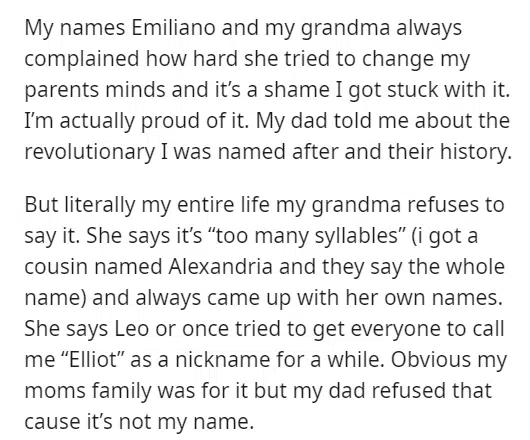 My names Emiliano and my grandma always
complained how hard she tried to change my
parents minds and it's a shame I got stuck with it.
I'm actually proud of it. My dad told me about the
revolutionary I was named after and their history.
But literally my entire life my grandma refuses to
say it. She says it's “too many syllables” (i got a
cousin named Alexandria and they say the whole
name) and always came up with her own names.
She says Leo or once tried to get everyone to call
me “Elliot” as a nickname for a while. Obvious my
moms family was for it but my dad refused that
cause it's not my name.